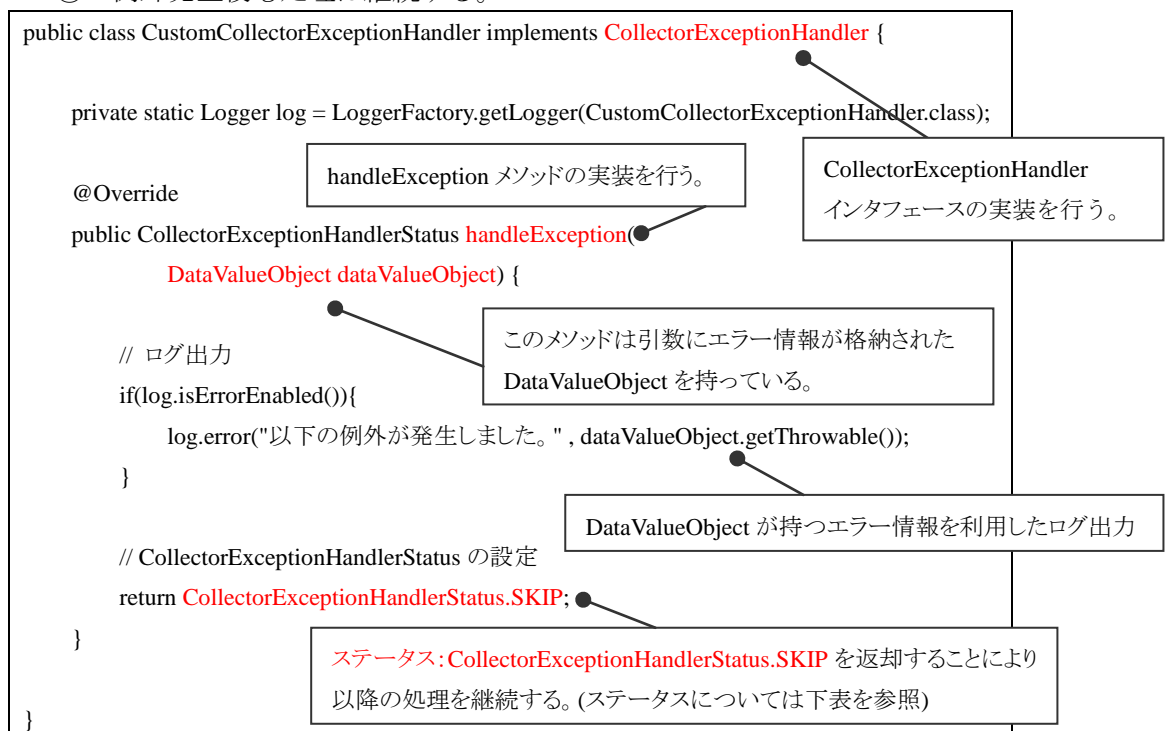 public class CustomCollectorExceptionHandler implements CollectorExceptionHandler {
private static Logger log = LoggerFactory.getLogger(CustomCollectorExceptionHandler.class);
CollectorExceptionHandler
インタフェースの実装を行う。
handleException メソッドの実装を行う。
@Override
public CollectorExceptionHandlerStatus handleException(
DataValueObject dataValueObject) {
このメソッドは引数にエラー情報が格納された
DataValueObject を持っている。
// ログ出力
if(log.isErrorEnabled()){
log.error("以下の例外が発生しました。" , dataValueObject.getThrowable());
}
DataValueObject が持つエラー情報を利用したログ出力
// CollectorExceptionHandlerStatus の設定
return CollectorExceptionHandlerStatus.SKIP;
}
ステータス:CollectorExceptionHandlerStatus.SKIP を返却することにより
以降の処理を継続する。(ステータスについては下表を参照)
}